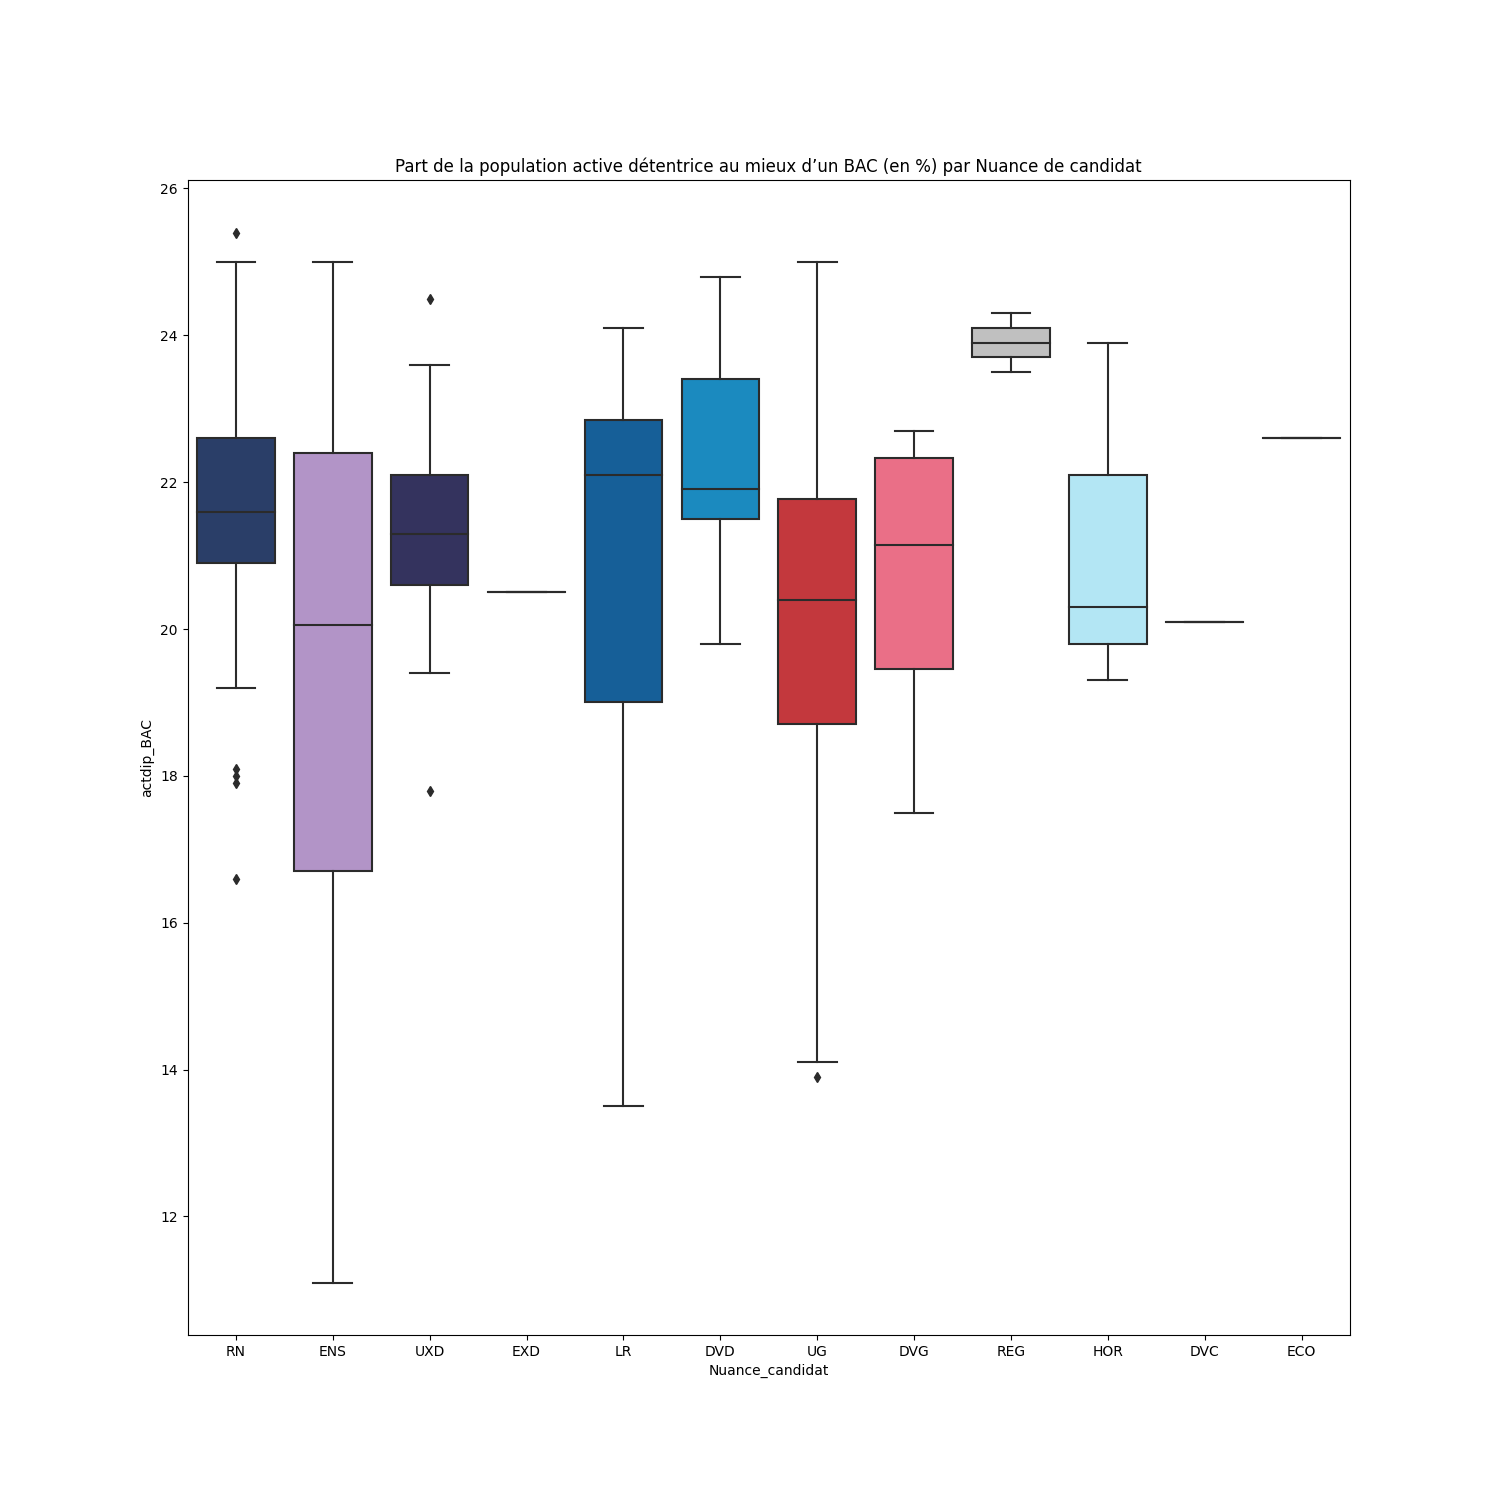 Part de la population active détentrice au mieux d’un BAC (en %) par Nuance de candidat
26
24
22
20
18
16
14
12
actdip_BAC
RN ENS UXD EXD LR DVD UG DVG REG HOR DVC ECO
Nuance_candidat